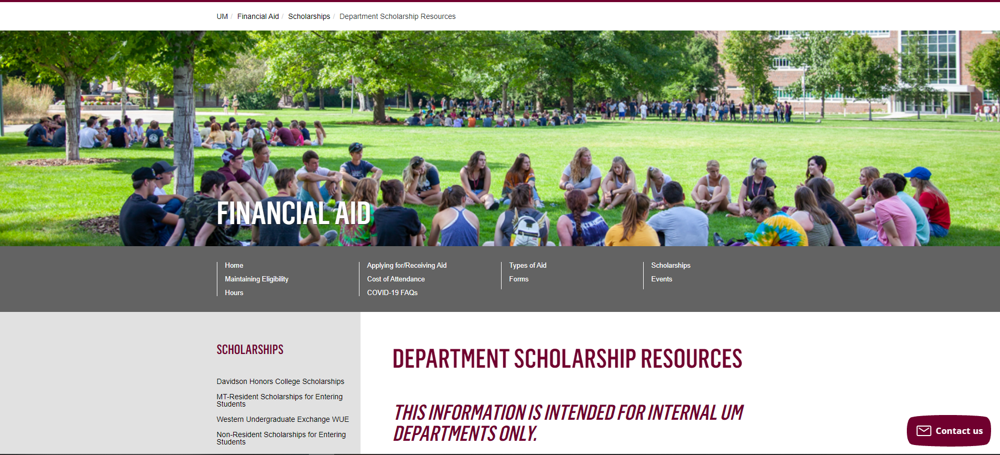 UM / Financial Aid / Scholarships / Department Scholarship Resources
FINANCIAL AID
Home
Maintaining Eligibility
Hours
Applying for/Receiving Aid
Cost of Attendance
COVID-19 FAQs
Types of Aid
Forms
Scholarships
Events
SCHOLARSHIPS
Davidson Honors College Scholarships
MT-Resident Scholarships for Entering
Students
Western Undergraduate Exchange WUE
Non-Resident Scholarships for Entering
Students
DEPARTMENT SCHOLARSHIP RESOURCES
THIS INFORMATION IS INTENDED FOR INTERNAL UM
DEPARTMENTS ONLY.
Contact us